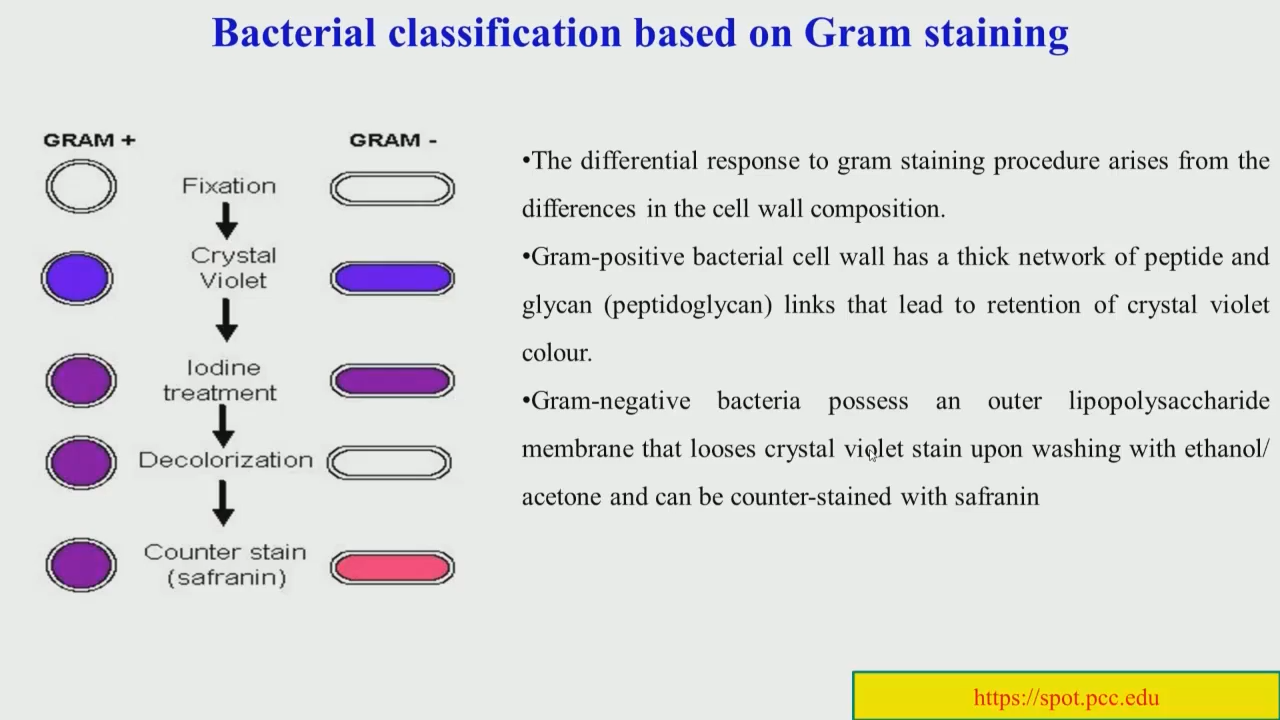 Bacterial classification based on Gram staining
GRAM +
GRAM -
Fixation
Crystal
Violet
Iodine
treatment
Decolorization
Counter stain
(safranin)
•The differential response to gram staining procedure arises from the
differences in the cell wall composition.
•Gram-positive bacterial cell wall has a thick network of peptide and
glycan (peptidoglycan) links that lead to retention of crystal violet
colour.
•Gram-negative bacteria possess an outer lipopolysaccharide
membrane that looses crystal violet stain upon washing with ethanol/
acetone and can be counter-stained with safranin
https://spot.pcc.edu